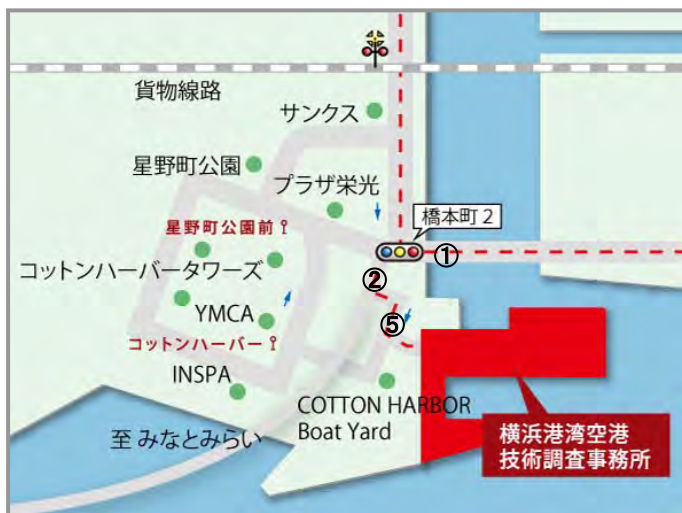 貨物線路
サンクス
星野町公園
プラザ栄光
橋本町2
星野町公園前
①
コットンハーバータワーズ
②
YMCA
⑤
コットンハーバー
INSPA
COTTON HARBOR
Boat Yard
至 みなとみらい
横浜港湾空港
技術調査事務所